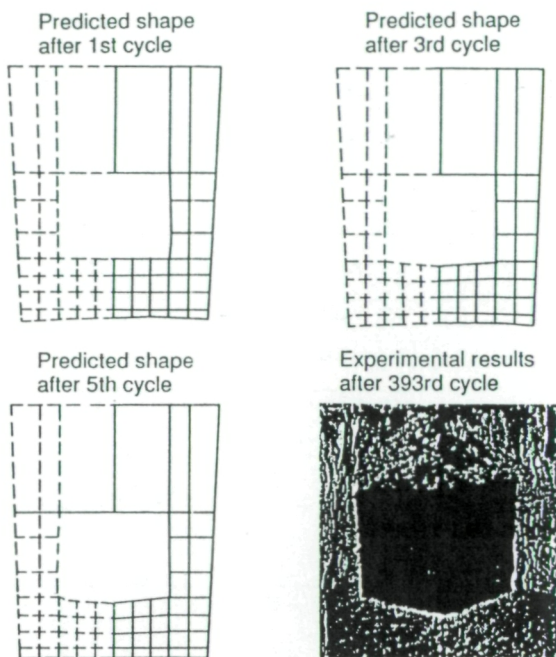 Predicted shape
after 1st cycle
Predicted shape
after 3rd cycle
Predicted shape
after 5th cycle
Experimental results
after 393rd cycle